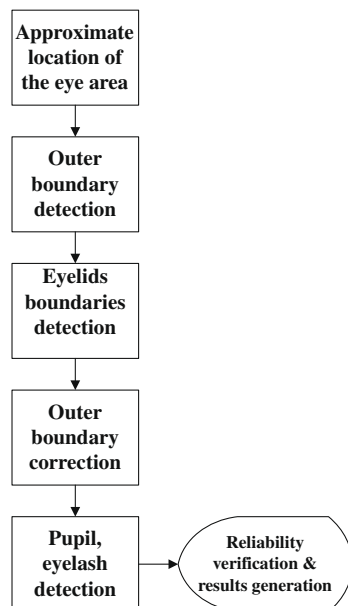 Approximate
location of
the eye area
Outer
boundary
detection
Eyelids
boundaries
detection
Outer
boundary
correction
Pupil,
eyelash
detection
Reliability
verification &
results generation